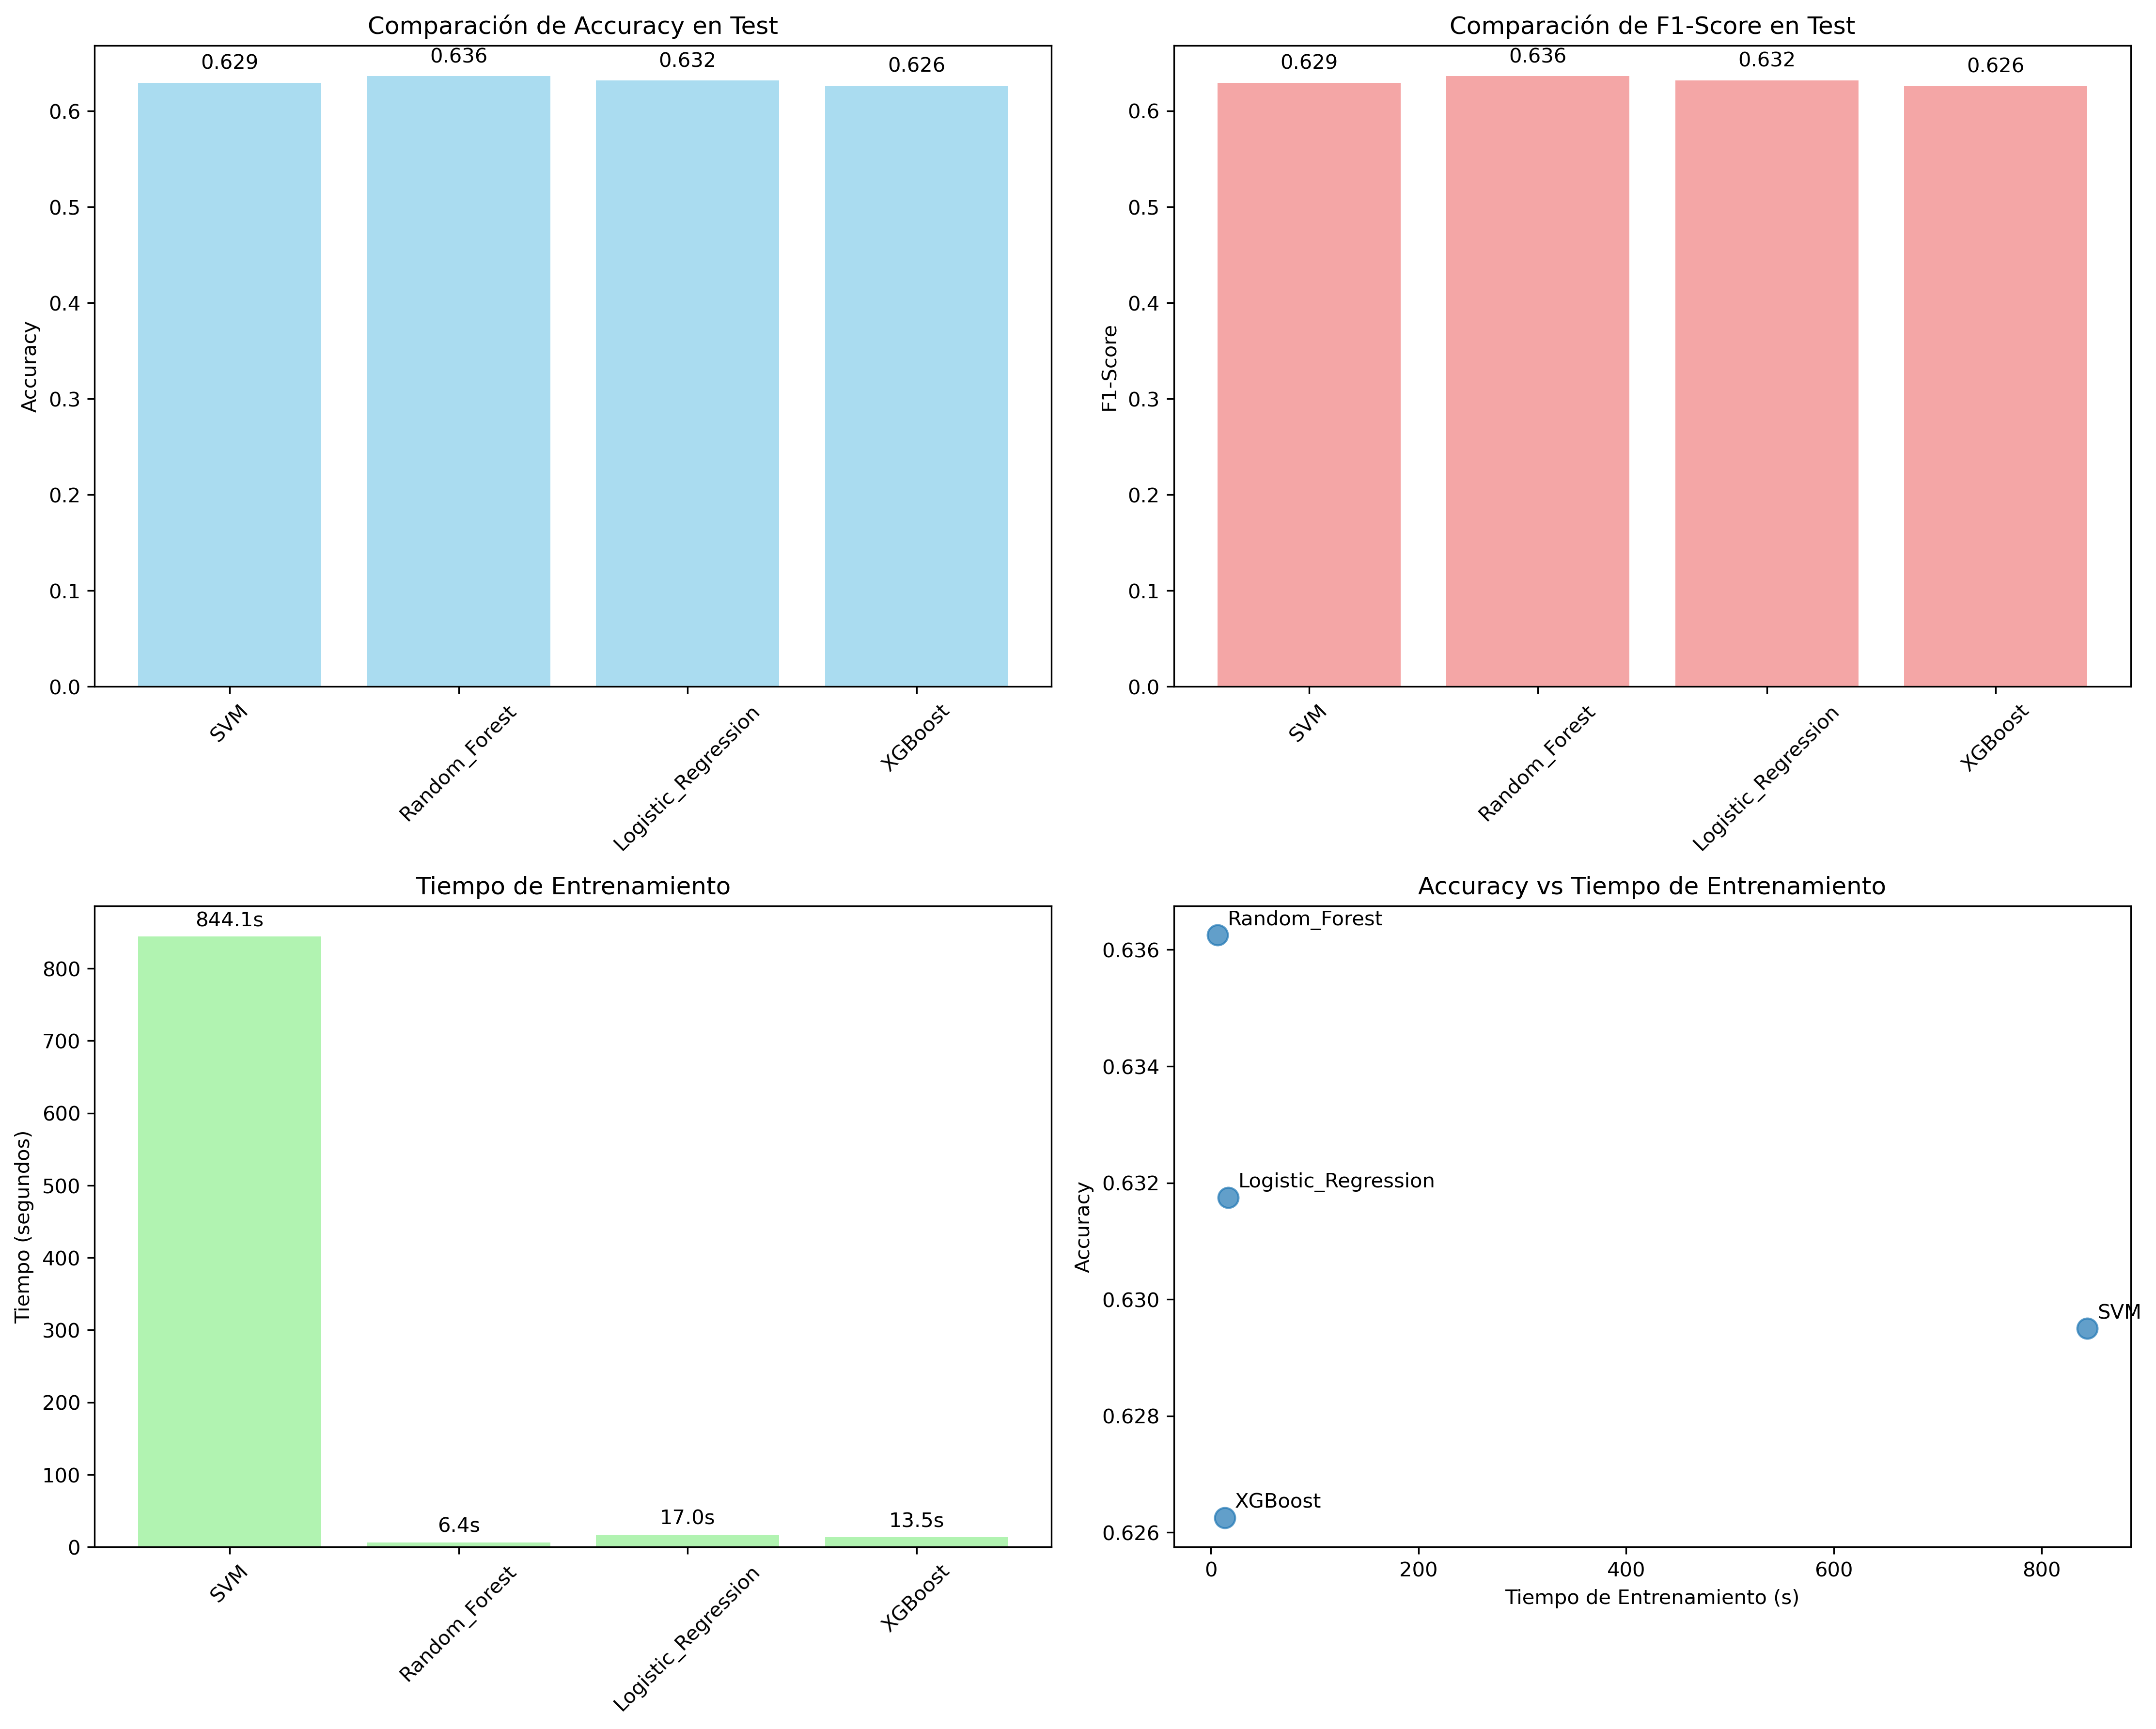 Comparación de Accuracy en Test
0.629
0.636
0.632
0.626
Accuracy
0.6
0.5
0.4
0.3
0.2
0.1
0.0
SVM
Random_Forest
Logistic_Regression
XGBoost
Comparación de F1-Score en Test
0.629
0.636
0.632
0.626
F1-Score
0.6
0.5
0.4
0.3
0.2
0.1
0.0
SVM
Random_Forest
Logistic_Regression
XGBoost
Tiempo de Entrenamiento
844.1s
6.4s
17.0s
13.5s
Tiempo (segundos)
800
700
600
500
400
300
200
100
0
SVM
Random_Forest
Logistic_Regression
XGBoost
Accuracy vs Tiempo de Entrenamiento
Random_Forest
Logistic_Regression
SVM
XGBoost
Accuracy
0.636
0.634
0.632
0.630
0.628
0.626
0
200
400
600
800
Tiempo de Entrenamiento (s)